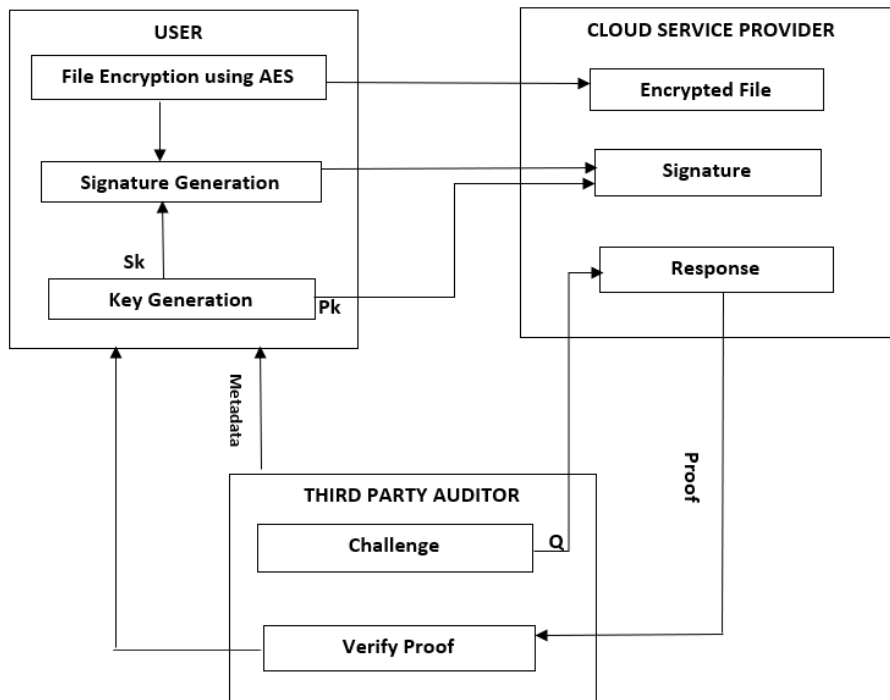 USER
File Encryption using AES
Signature Generation
Sk
Key Generation
Pk
CLOUD SERVICE PROVIDER
Encrypted File
Signature
Response
Metadata
Proof
THIRD PARTY AUDITOR
Challenge
Q
Verify Proof